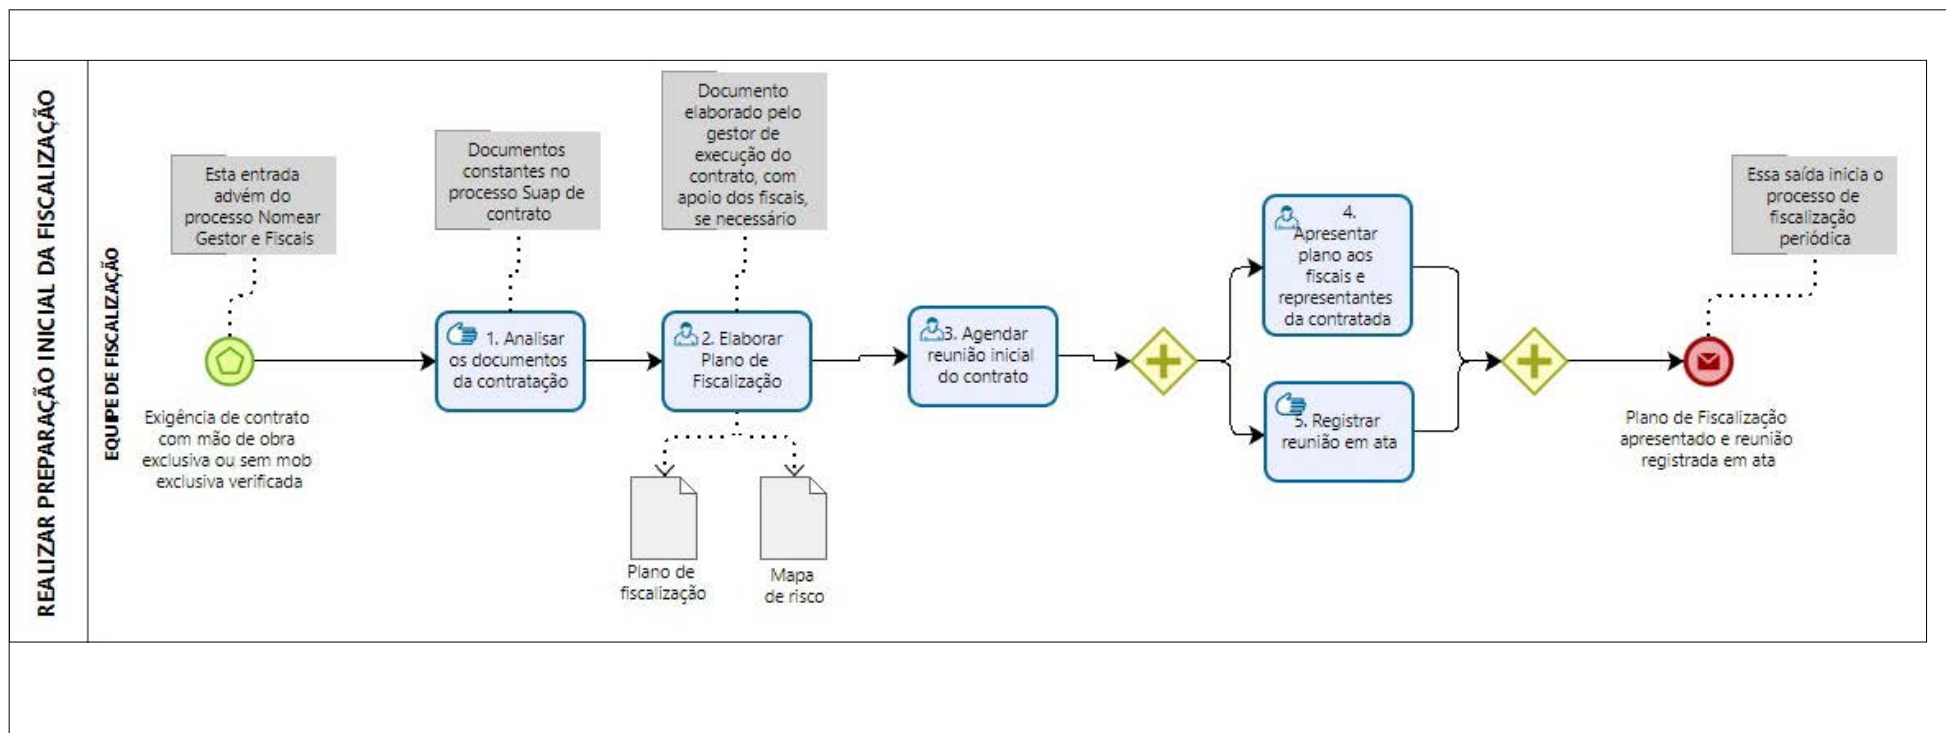 REALIZAR PREPARAÇÃO INICIAL DA FISCALIZAÇÃO
EQUIPE DE FISCALIZAÇÃO
Esta entrada
advém do
processo Nomear
Gestor e Fiscais
Exigência de contrato
com mão de obra
exclusiva ou sem mob
exclusiva verificada
Documentos
constantes no
processo Suap de
contrato
1. Analisar
os documentos
da contratação
Documento
elaborado pelo
gestor de
execução do
contrato, com
apoio dos fiscais,
se necessário
2. Elaborar
Plano de
Fiscalização
Plano de
fiscalização
Mapa
de risco
3. Agendar
reunião inicial
do contrato
4.
Apresentar
plano aos
fiscais e
representantes
da contratada
5. Registrar
reunião em ata
Essa saída inicia o
processo de
fiscalização
periódica
Plano de Fiscalização
apresentado e reunião
registrada em ata